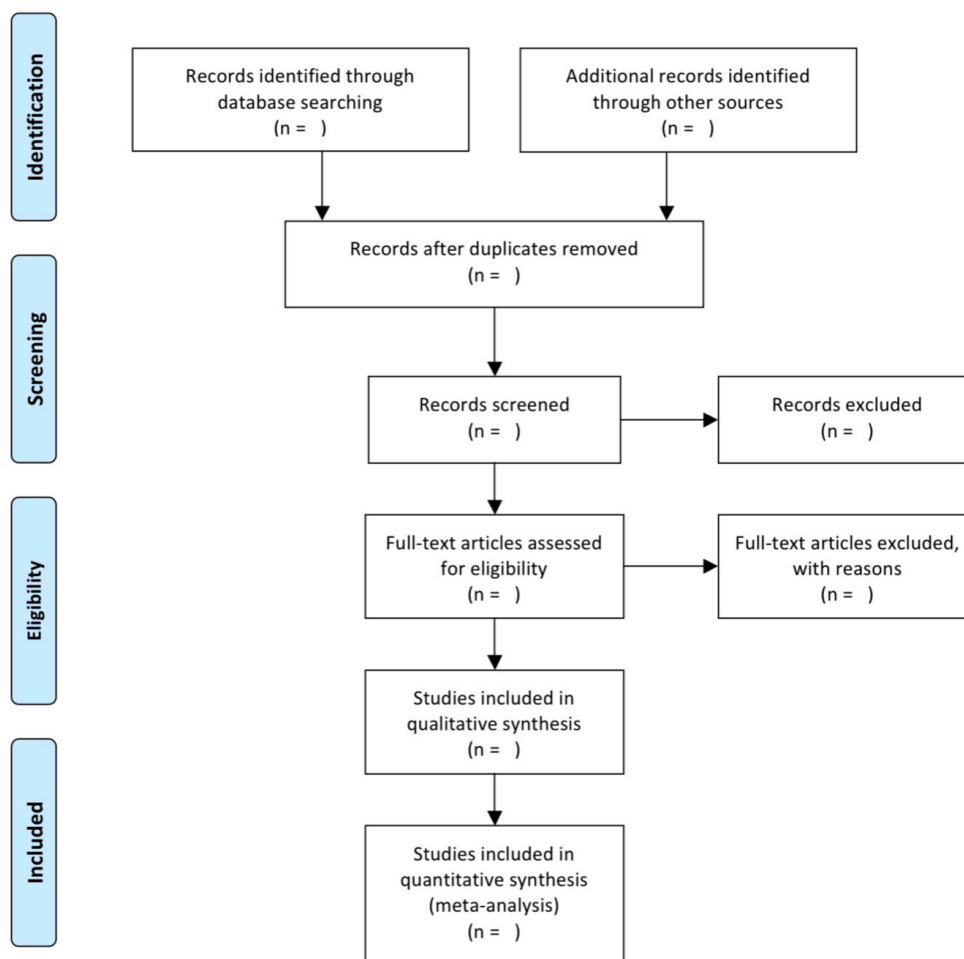 Identification
Records identified through
database searching
(n =   )
Additional records identified
through other sources
(n =   )
Records after duplicates removed
(n =   )
Screening
Records screened
(n =   )
Records excluded
(n =   )
Eligibility
Full-text articles assessed
for eligibility
(n =   )
Full-text articles excluded,
with reasons
(n =   )
Studies included in
qualitative synthesis
(n =   )
Included
Studies included in
quantitative synthesis
(meta-analysis)
(n =   )